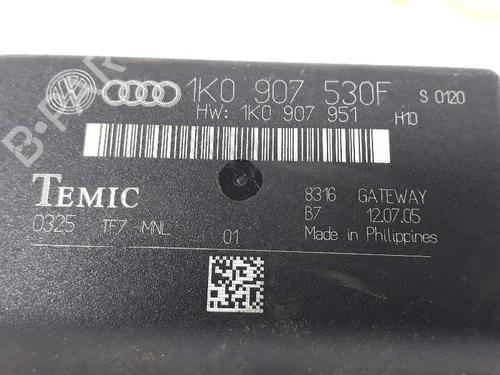 1K0 907 530F S 0120
HW: 1K0 907 951 H10
TEMIC
8316 GATEWAY
0325 TF7 MNL 01
B7 12.07.05
Made in Philippines
B-PARTS